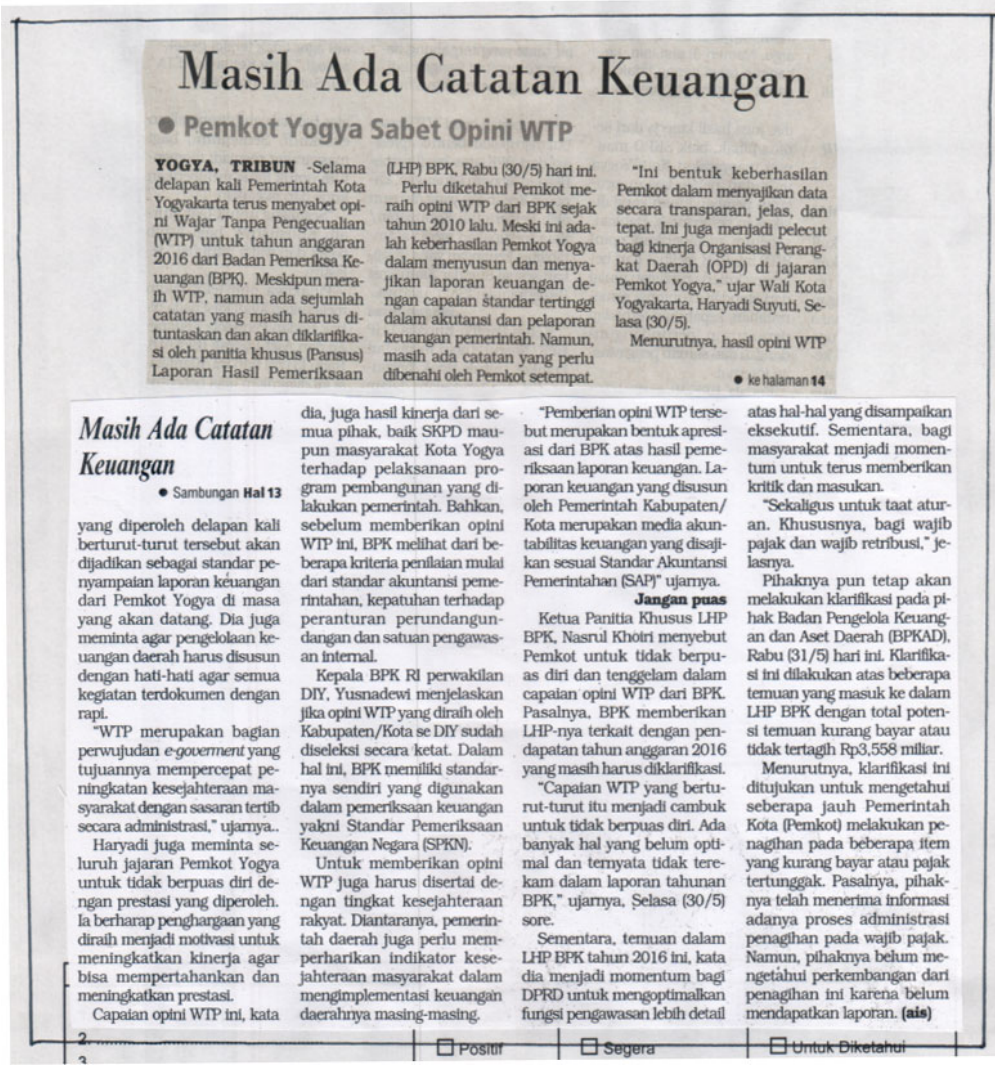 Masih Ada Catatan Keuangan
● Pemkot Yogya Sabet Opini WTP
YOGYA, TRIBUN -Selama
delapan kali Pemerintah Kota
Yogyakarta terus menyabet opi-
ni Wajar Tanpa Pengecualian
(WTP) untuk tahun anggaran
2016 dari Badan Pemeriksa Ke-
uangan (BPK). Meskipun mera-
ih WTP, namun ada sejumlah
catatan yang masih harus di-
tuntaskan dan akan diklarifika-
si oleh panitia khusus (Pansus)
Laporan Hasil Pemeriksaan
(LHP) BPK, Rabu (30/5) hari ini.
Perlu diketahui Pemkot me-
raih opini WTP dari BPK sejak
tahun 2010 lalu. Meski ini ada-
lah keberhasilan Pemkot Yogya
dalam menyusun dan menya-
jikan laporan keuangan de-
ngan capaian standar tertinggi
dalam akutansi dan pelaporan
keuangan pemerintah. Namun,
masih ada catatan yang perlu
dibenahi oleh Pemkot setempat.
"Ini bentuk keberhasilan
Pemkot dalam menyajikan data
secara transparan, jelas, dan
tepat. Ini juga menjadi pelecut
bagi kinerja Organisasi Perang-
kat Daerah (OPD) di jajaran
Pemkot Yogya," ujar Wali Kota
Yogyakarta, Haryadi Suyuti, Se-
lasa (30/5).
Menurutnya, hasil opini WTP
● ke halaman 14
Masih Ada Catatan
Keuangan
● Sambungan Hal 13
yang diperoleh delapan kali
berturut-turut tersebut akan
dijadikan sebagai standar pe-
nyampaian laporan keuangan
dari Pemkot Yogya di masa
yang akan datang. Dia juga
meminta agar pengelolaan ke-
uangan daerah harus disusun
dengan hati-hati agar semua
kegiatan terdokumen dengan
rapi.
"WTP merupakan bagian
perwujudan e-goverment yang
tujuannya mempercepat pe-
ningkatan kesejahteraan ma-
syarakat dengan sasaran tertib
secara administrasi," ujarnya..
Haryadi juga meminta se-
luruh jajaran Pemkot Yogya
untuk tidak berpuas diri de-
ngan prestasi yang diperoleh.
Ia berharap penghargaan yang
diraih menjadi motivasi untuk
meningkatkan kinerja agar
bisa mempertahankan dan
meningkatkan prestasi.
Capaian opini WTP ini, kata
dia, juga hasil kinerja dari se-
mua pihak, baik SKPD mau-
pun masyarakat Kota Yogya
terhadap pelaksanaan pro-
gram pembangunan yang di-
lakukan pemerintah. Bahkan,
sebelum memberikan opini
WTP ini, BPK melihat dari be-
berapa kriteria penilaian mulai
dari standar akuntansi peme-
rintahan, kepatuhan terhadap
peranturan perundangun-
dangan dan satuan pengawas-
an internal.
Kepala BPK RI perwakilan
DIY, Yusnadewi menjelaskan
jika opini WTP yang diraih oleh
Kabupaten/Kota se DIY sudah
diseleksi secara ketat. Dalam
hal ini, BPK memiliki standar-
nya sendiri yang digunakan
dalam pemeriksaan keuangan
yakni Standar Pemeriksaan
Keuangan Negara (SPKN).
Untuk memberikan opini
WTP juga harus disertai de-
ngan tingkat kesejahteraan
rakyat. Diantaranya, pemerin-
tah daerah juga perlu mem-
perharikan indikator kese-
jahteraan masyarakat dalam
mengimplementasi keuangan
daerahnya masing-masing.
"Pemberian opini WTP terse-
but merupakan bentuk apresi-
asi dari BPK atas hasil peme-
riksaan laporan keuangan. La-
poran keuangan yang disusun
oleh Pemerintah Kabupaten/
Kota merupakan media akun-
tabilitas keuangan yang disaji-
kan sesuai Standar Akuntansi
Pemerintahan (SAP)" ujarnya.
Jangan puas
Ketua Panitia Khusus LHP
BPK, Nasrul Khoiri menyebut
Pemkot untuk tidak berpu-
as diri dan tenggelam dalam
capaian opini WTP dari BPK.
Pasalnya, BPK memberikan
LHP-nya terkait dengan pen-
dapatan tahun anggaran 2016
yang masih harus diklarifikasi.
"Capaian WTP yang bertu-
rut-turut itu menjadi cambuk
untuk tidak berpuas diri. Ada
banyak hal yang belum opti-
mal dan ternyata tidak tere-
kam dalam laporan tahunan
BPK," ujarnya, Selasa (30/5)
sore.
Sementara, temuan dalam
LHP BPK tahun 2016 ini, kata
dia menjadi momentum bagi
DPRD untuk mengoptimalkan
fungsi pengawasan lebih detail
atas hal-hal yang disampaikan
eksekutif. Sementara, bagi
masyarakat menjadi momen-
tum untuk terus memberikan
kritik dan masukan.
"Sekaligus untuk taat atur-
an. Khususnya, bagi wajib
pajak dan wajib retribusi," je-
lasnya.
Pihaknya pun tetap akan
melakukan klarifikasi pada pi-
hak Badan Pengelola Keuang-
an dan Aset Daerah (BPKAD),
Rabu (31/5) hari ini. Klarifika-
si ini dilakukan atas beberapa
temuan yang masuk ke dalam
LHP BPK dengan total poten-
si temuan kurang bayar atau
tidak tertagih Rp3,558 miliar.
Menurutnya, klarifikasi ini
ditujukan untuk mengetahui
seberapa jauh Pemerintah
Kota (Pemkot) melakukan pe-
nagihan pada beberapa item
yang kurang bayar atau pajak
tertunggak. Pasalnya, pihak-
nya telah menerima informasi
adanya proses administrasi
penagihan pada wajib pajak.
Namun, pihaknya belum me-
ngetahui perkembangan dari
penagihan ini karena belum
mendapatkan laporan. (ais)
2.
3
Positif
Segera
Untuk Diketahui